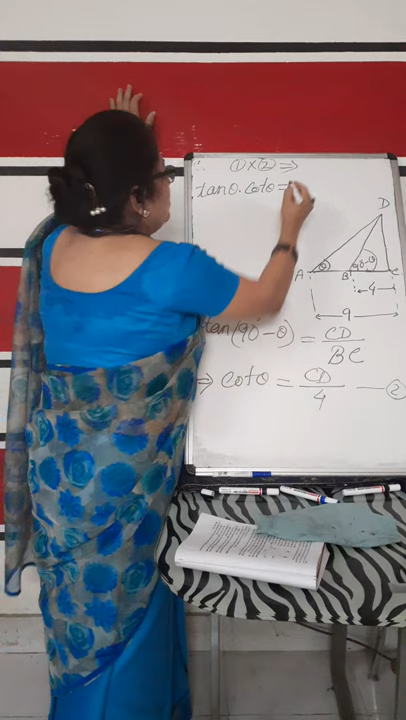 ∴ ① × ② ⇒
tanθ . cotθ =
D
A θ B 90-θ C
4
9
tan (90-θ) = CD/BC
⇒ cotθ = CD/4 — ②